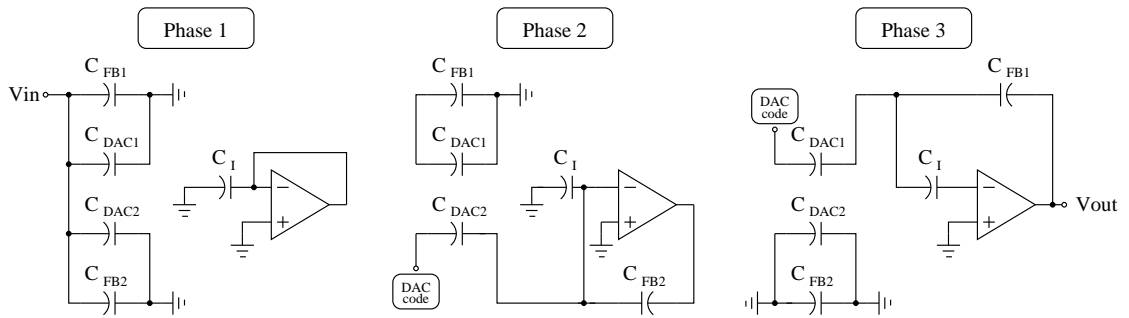 Phase 1
Phase 2
Phase 3
Vin
C FB1
C DAC1
C I
−
+
C DAC2
C FB2
C FB1
C DAC1
C I
−
+
C DAC2
DAC code
C FB2
C FB1
DAC code
C DAC1
C I
−
+
Vout
C DAC2
C FB2